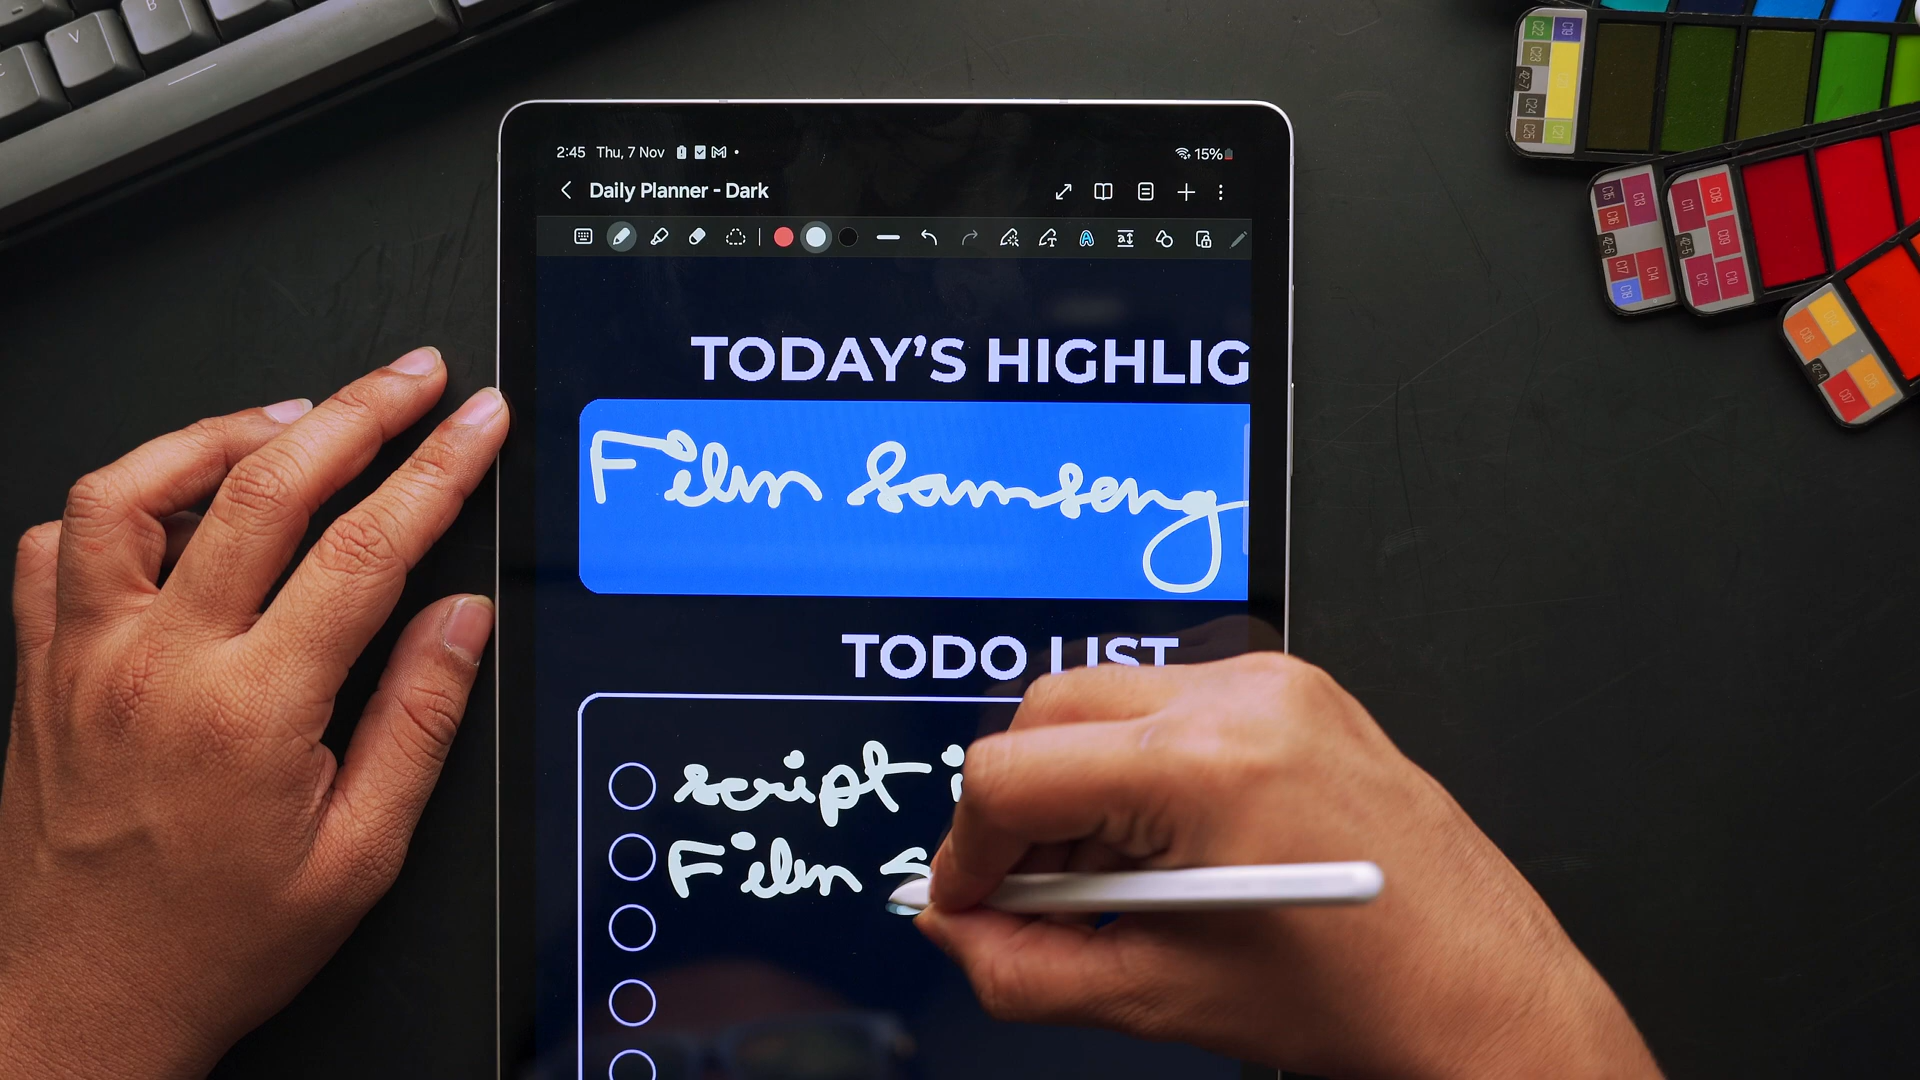 2:45 Thu, 7 Nov 15%
Daily Planner - Dark
TODAY'S HIGHLIG
Film Samsung
TODO LIST
script i
Film S